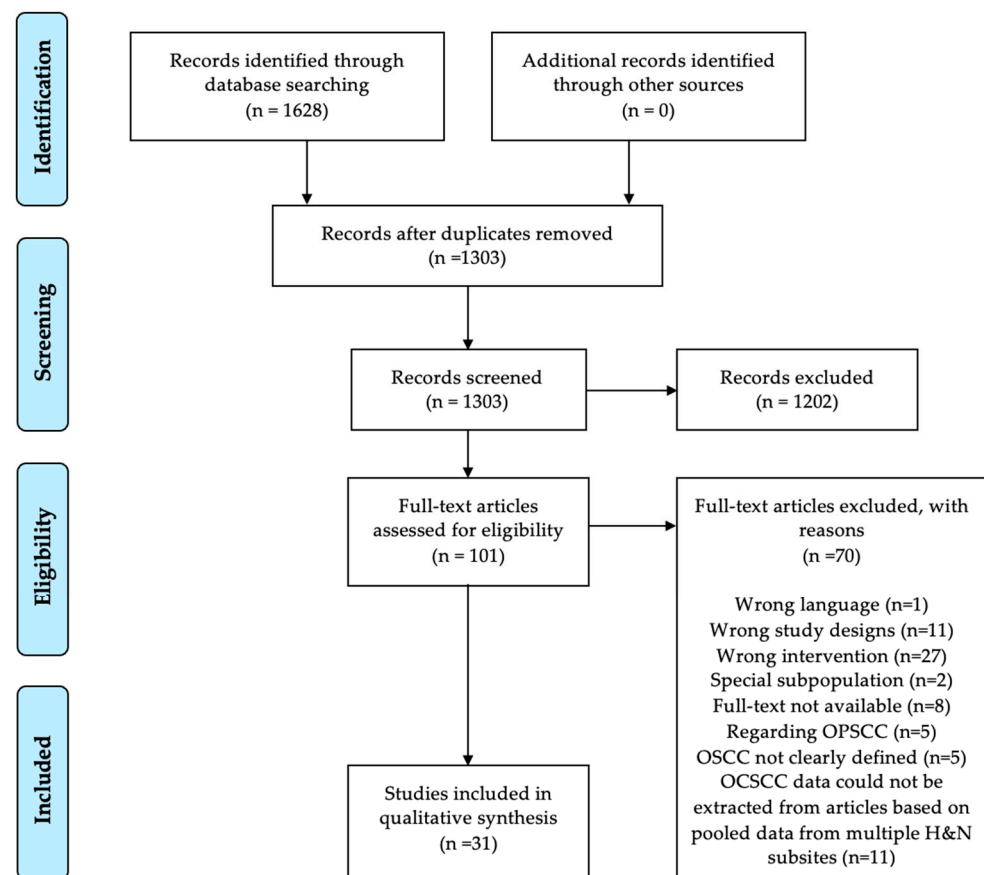 Identification
Records identified through
database searching
(n = 1628)
Additional records identified
through other sources
(n = 0)
Records after duplicates removed
(n =1303)
Screening
Records screened
(n = 1303)
Records excluded
(n = 1202)
Eligibility
Full-text articles
assessed for eligibility
(n = 101)
Full-text articles excluded, with
reasons
(n =70)
Wrong language (n=1)
Wrong study designs (n=11)
Wrong intervention (n=27)
Special subpopulation (n=2)
Full-text not available (n=8)
Regarding OPSCC (n=5)
OSCC not clearly defined (n=5)
OCSCC data could not be
extracted from articles based on
pooled data from multiple H&N
subsites (n=11)
Included
Studies included in
qualitative synthesis
(n =31)